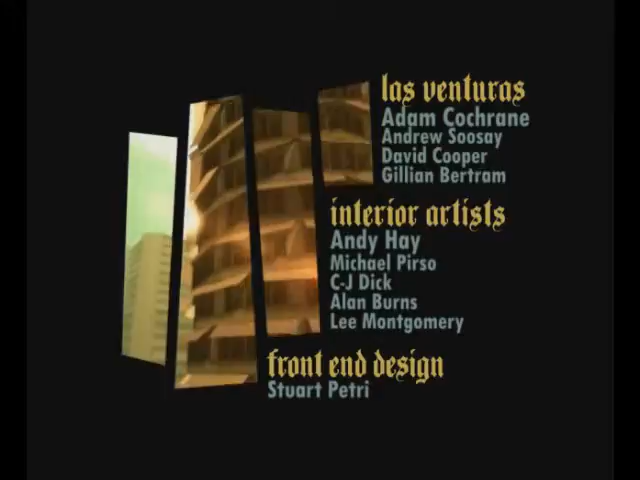 las venturas
Adam Cochrane
Andrew Soosay
David Cooper
Gillian Bertram
interior artists
Andy Hay
Michael Pirso
C-J Dick
Alan Burns
Lee Montgomery
front end design
Stuart Petri